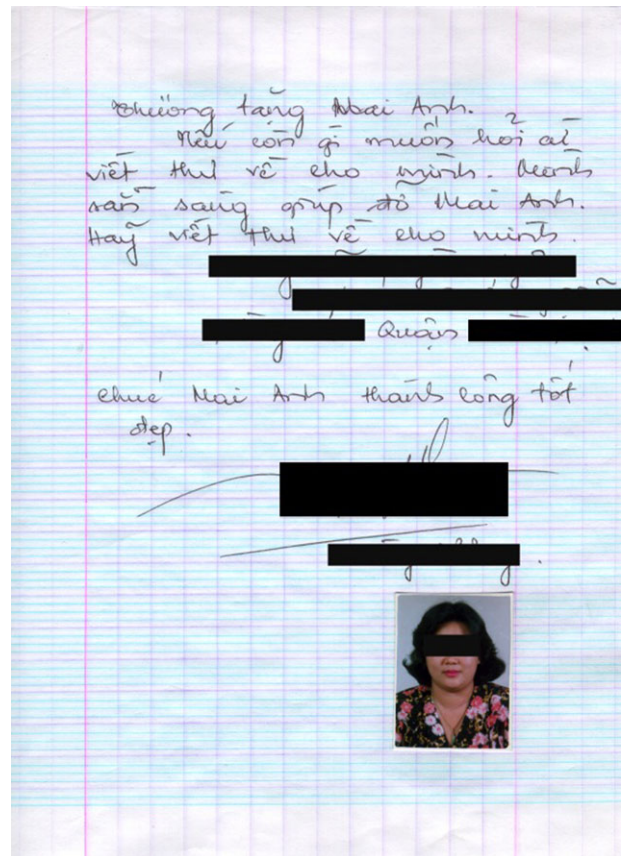 Thương tặng Mai Anh.
Nếu còn gì muốn hỏi cứ
viết thư về cho mình. Mình
sẵn sàng giúp đỡ Mai Anh.
Hãy viết thư về cho mình.
Quận
Chúc Mai Anh thành công tốt
đẹp.